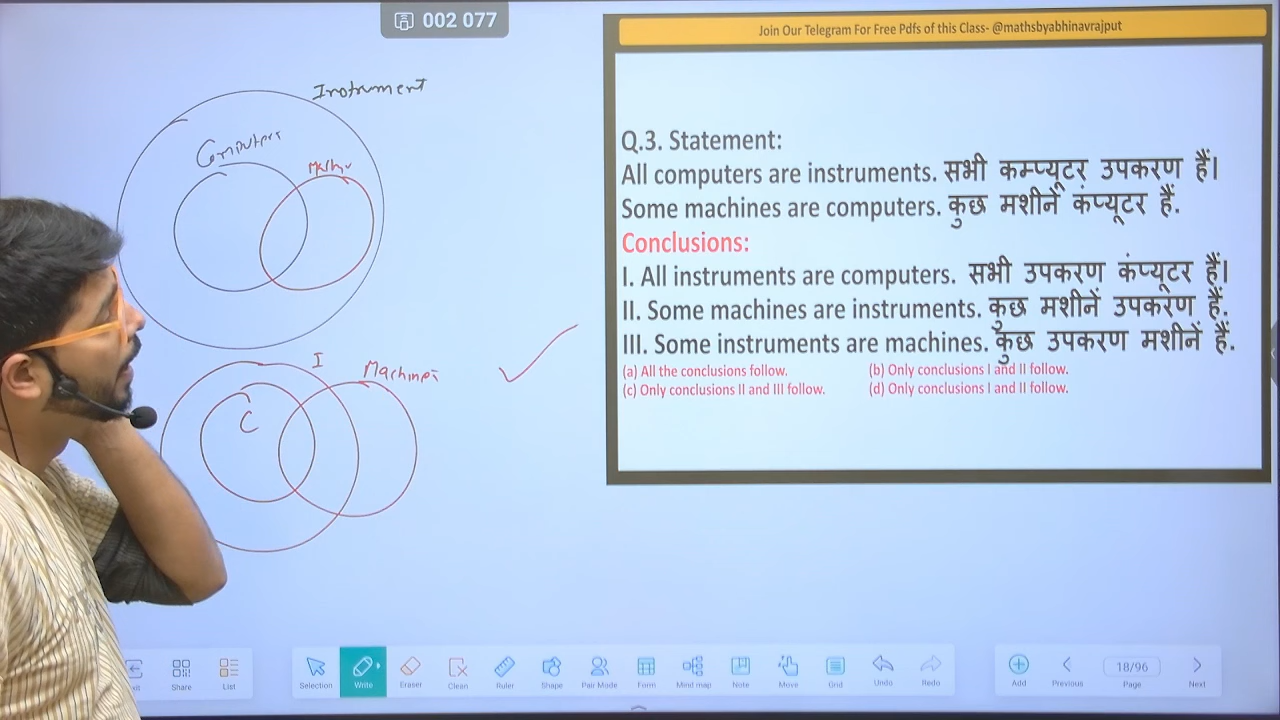 002 077
Join Our Telegram For Free Pdfs of this Class- @mathsbyabhinavrajput
Instrument
Computers
Q.3. Statement:
All computers are instruments. सभी कम्प्यूटर उपकरण हैं।
Some machines are computers. कुछ मशीनें कंप्यूटर हैं.
Conclusions:
I. All instruments are computers. सभी उपकरण कंप्यूटर हैं।
II. Some machines are instruments. कुछ मशीनें उपकरण हैं.
III. Some instruments are machines. कुछ उपकरण मशीनें हैं.
(a) All the conclusions follow. (b) Only conclusions I and II follow.
(c) Only conclusions II and III follow. (d) Only conclusions I and II follow.
I Machines
C
Share List Selection Write Eraser Clean Ruler Shape Pair Mode Form Mind map Note Move Grid Undo Redo Add Previous 18/96 Page Next